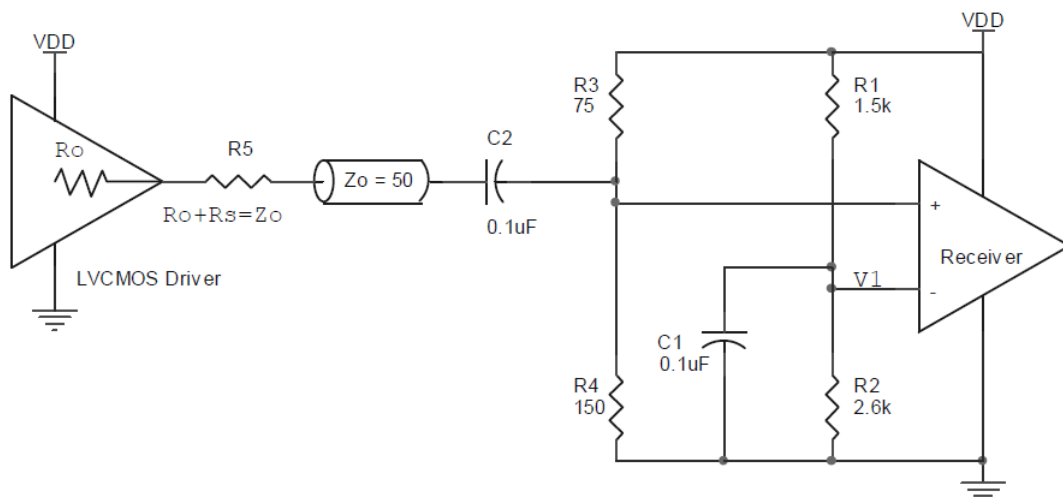 VDD
VDD
R3
75
R1
1.5k
Ro
R5
C2
Zo = 50
Ro+Rs=Zo
0.1uF
+
Receiver
LVCMOS Driver
V1
-
C1
0.1uF
R4
150
R2
2.6k